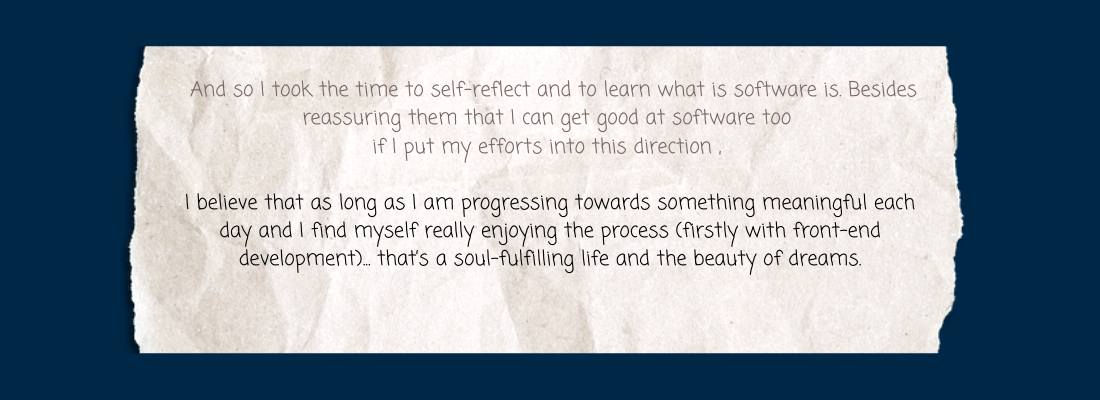 And so I took the time to self-reflect and to learn what is software is. Besides
reassuring them that I can get good at software too
if I put my efforts into this direction ,
I believe that as long as I am progressing towards something meaningful each
day and I find myself really enjoying the process (firstly with front-end
development)... that's a soul-fulfilling life and the beauty of dreams.